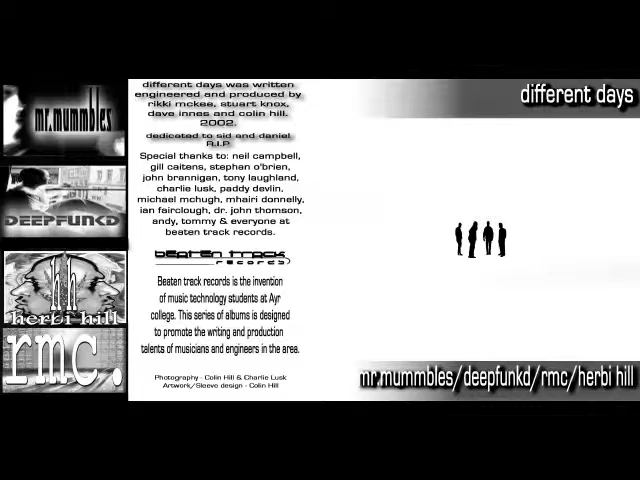 mr.mummbles
DEEPFUNKD
hh
herbi hill
rmc.
different days was written
engineered and produced by
rikki mckee, stuart knox,
dave innes and colin hill.
2002.
dedicated to sid and daniel
R.I.P
Special thanks to: neil campbell,
gill caitens, stephan o'brien,
john brannigan, tony laughland,
charlie lusk, paddy devlin,
michael mchugh, mhairi donnelly,
ian fairclough, dr. john thomson,
andy, tommy & everyone at
beaten track records.
beaten track
records
Beaten track records is the invention
of music technology students at Ayr
college. This series of albums is designed
to promote the writing and production
talents of musicians and engineers in the area.
Photography - Colin Hill & Charlie Lusk
Artwork/Sleeve design - Colin Hill
different days
mr.mummbles/deepfunkd/rmc/herbi hill